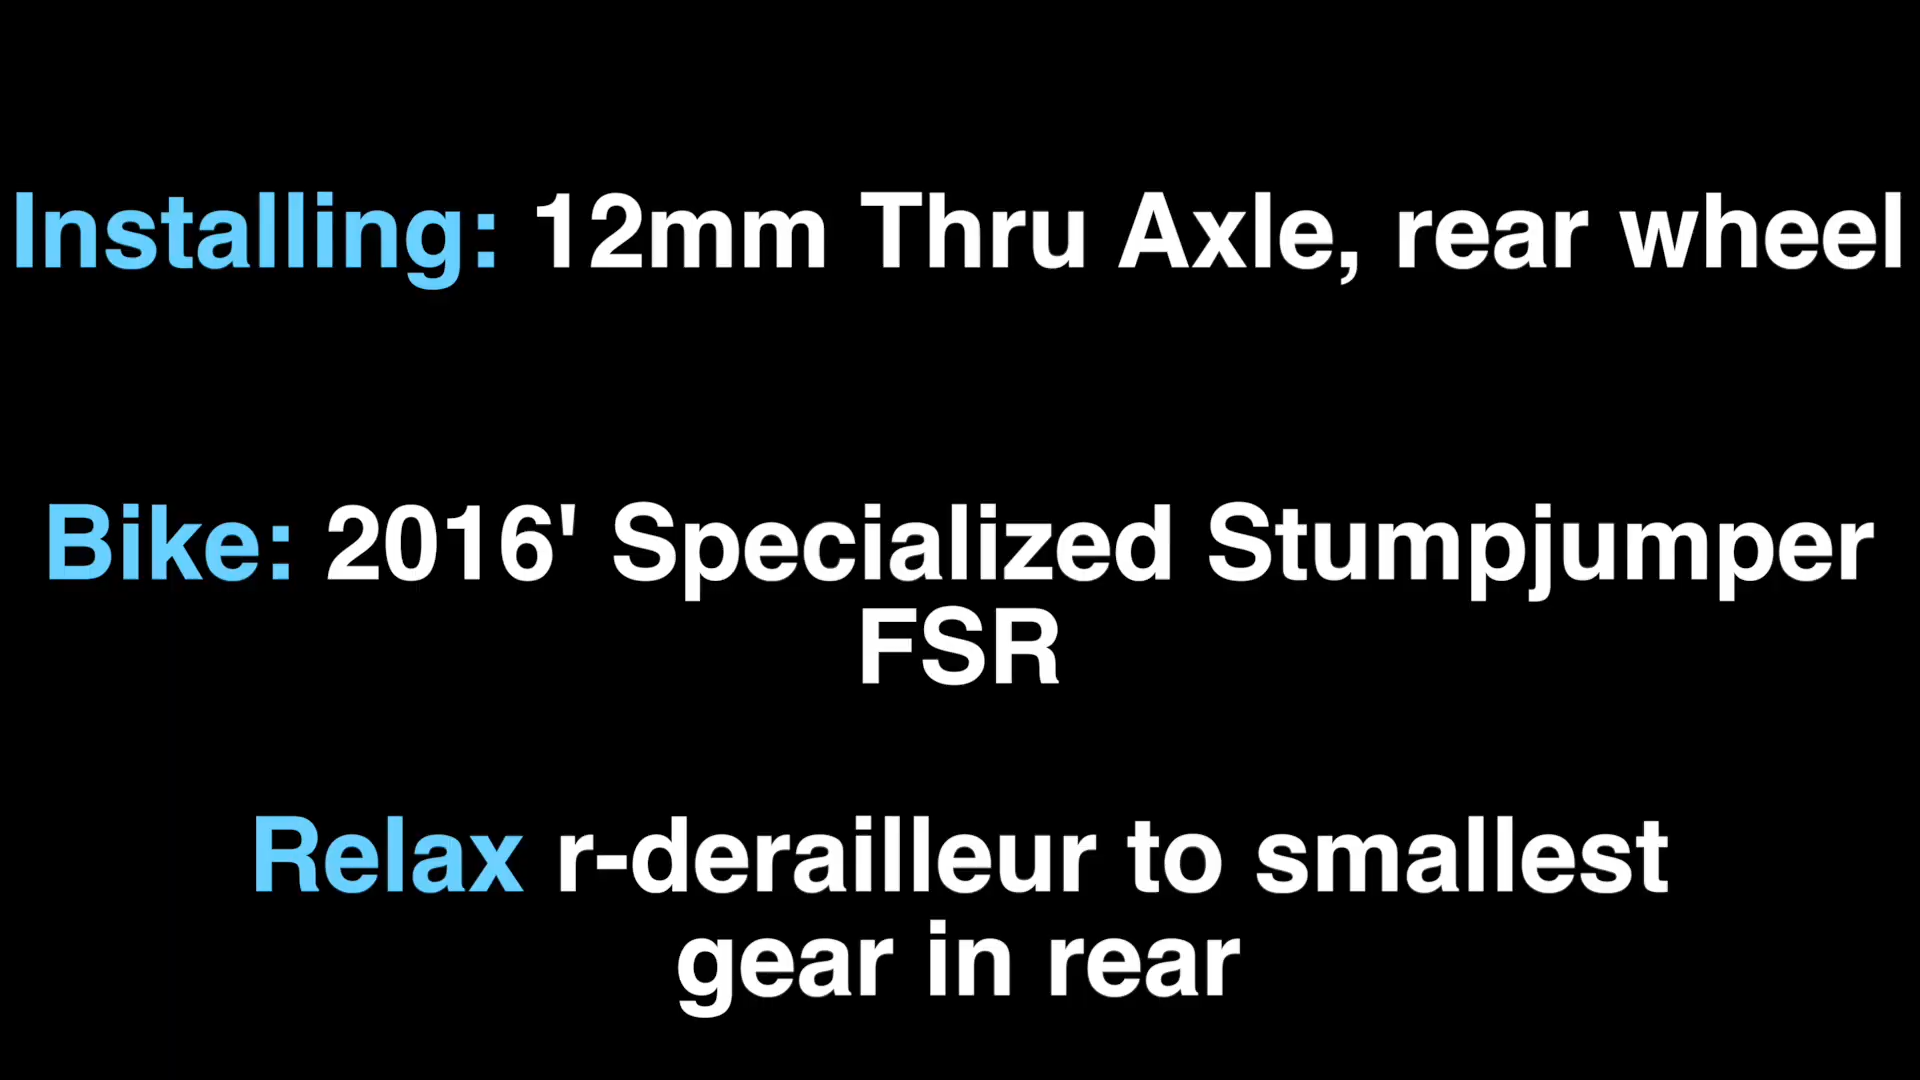 Installing: 12mm Thru Axle, rear wheel
Bike: 2016' Specialized Stumpjumper
FSR
Relax r-derailleur to smallest
gear in rear